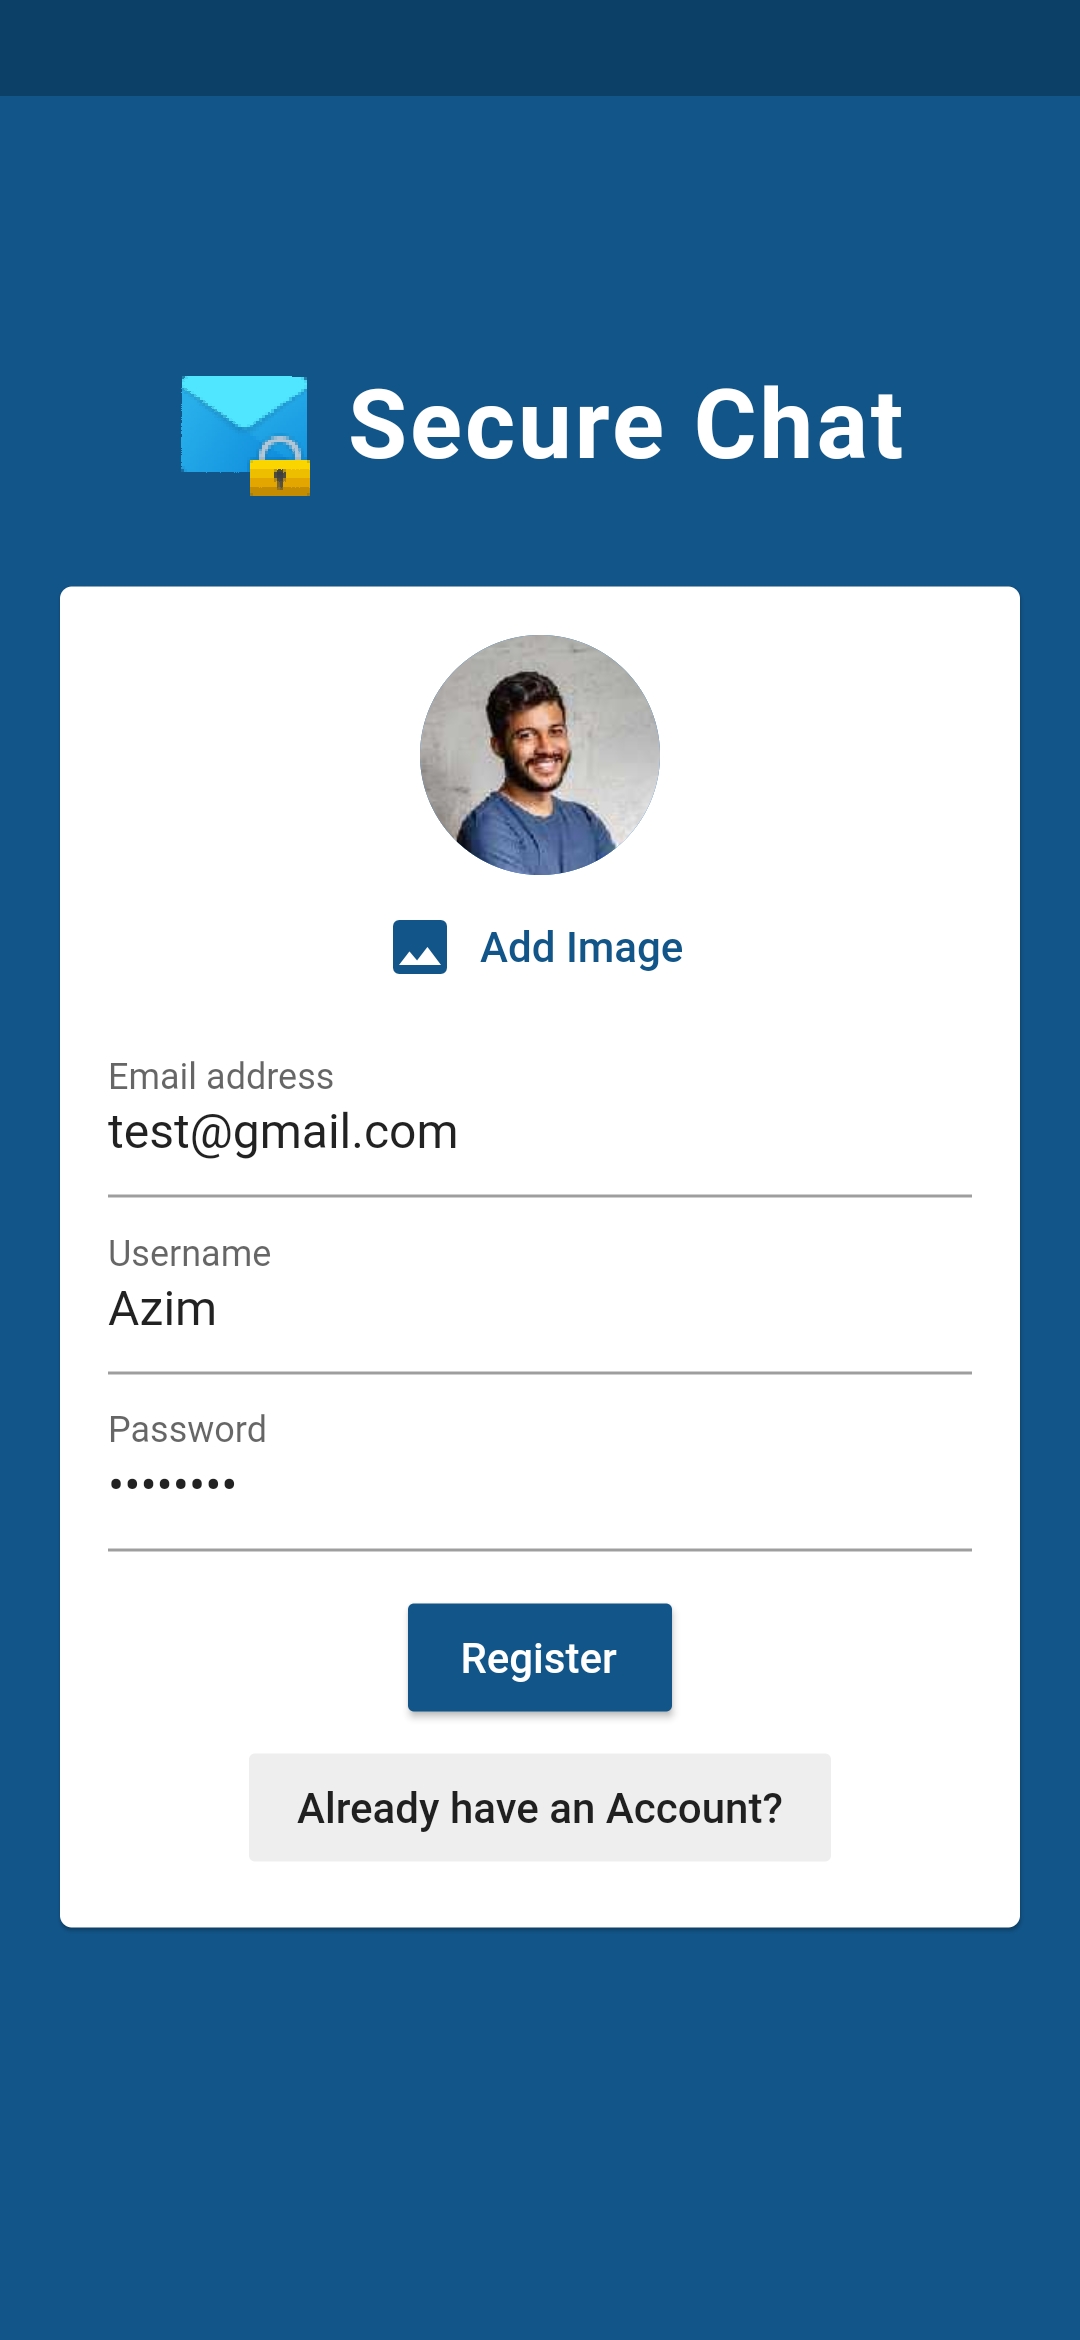 Secure Chat
Add Image
Email address
test@gmail.com
Username
Azim
Password
••••••••
Register
Already have an Account?